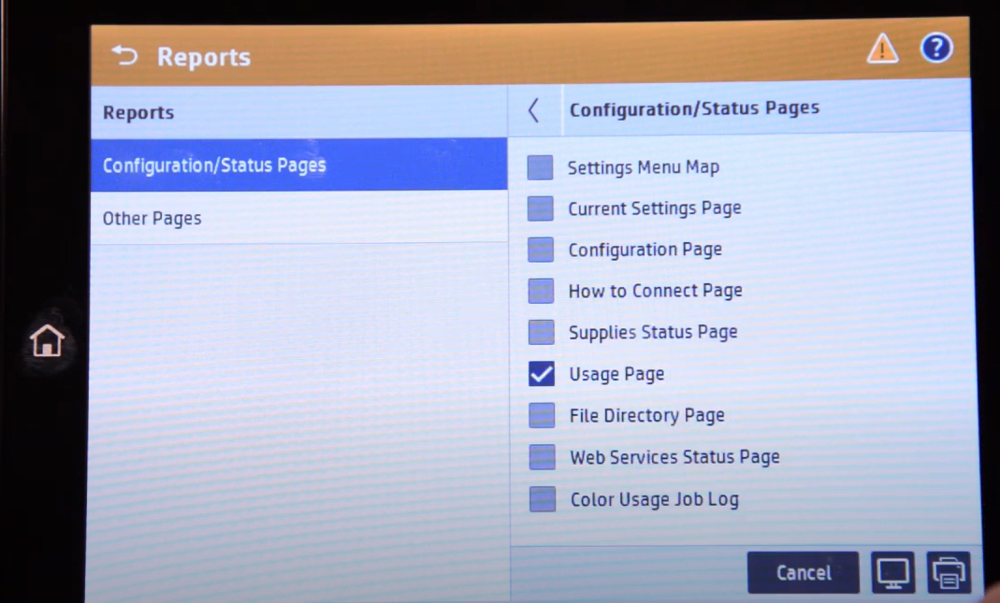 Reports
?
Reports
Configuration/Status Pages
Other Pages
Configuration/Status Pages
Settings Menu Map
Current Settings Page
Configuration Page
How to Connect Page
Supplies Status Page
Usage Page
File Directory Page
Web Services Status Page
Color Usage Job Log
Cancel